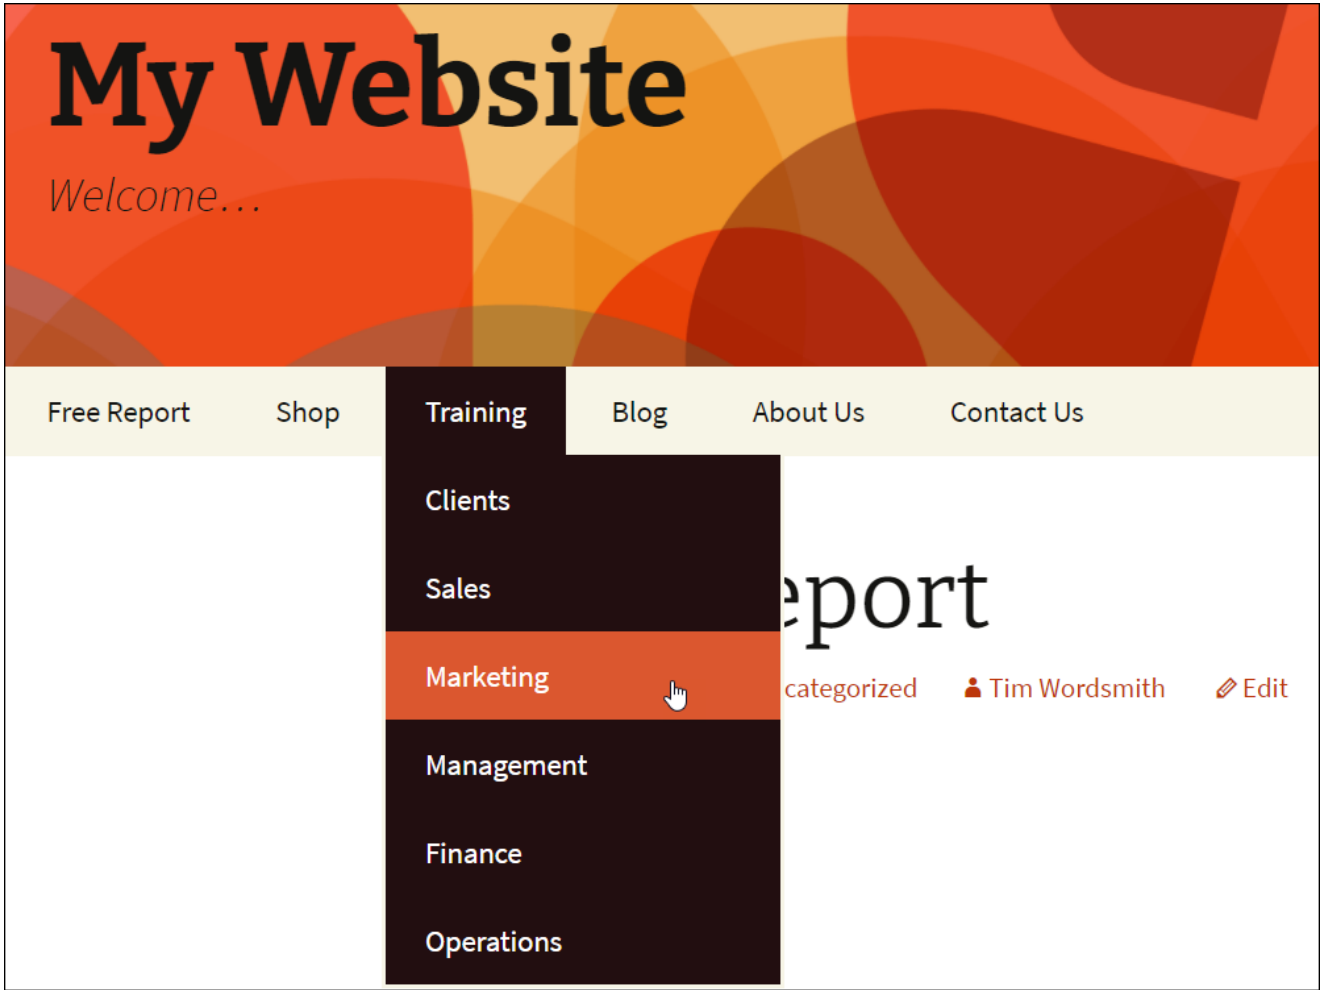 My Website
Welcome...
Free Report Shop Training Blog About Us Contact Us
Clients
Sales
eport
Marketing
categorized Tim Wordsmith Edit
Management
Finance
Operations